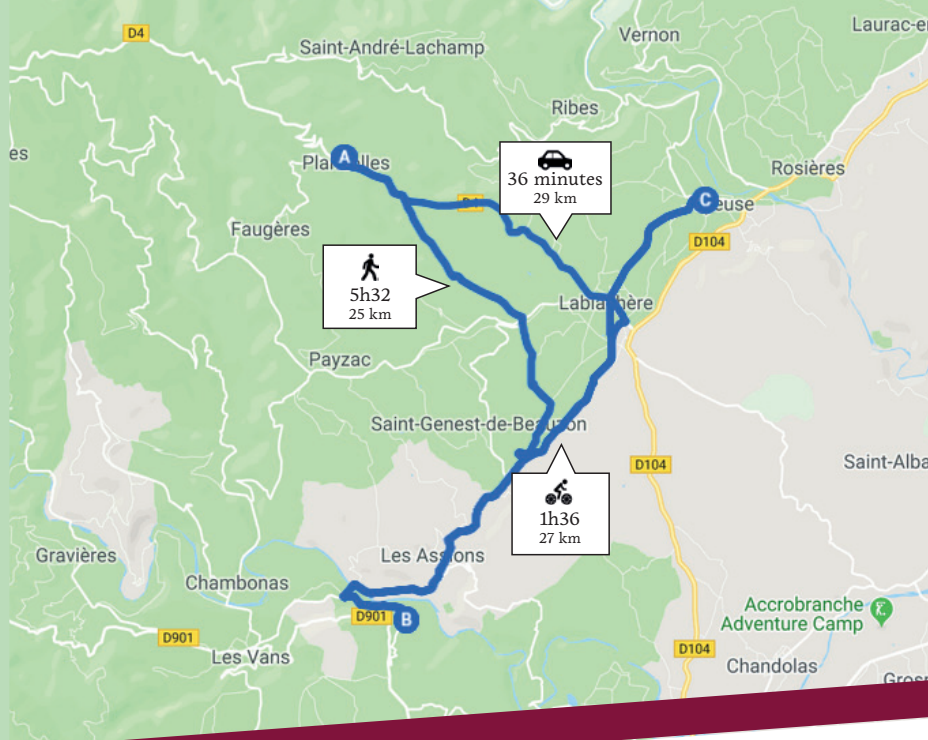 D4
Saint-André-Lachamp
Vernon
Laurac-e
Ribes
es
A
36 minutes
29 km
Rosières
C
euse
Faugères
D104
5h32
25 km
Payzac
Saint-Genest-de-Beauzon
D104
Saint-Alba
1h36
27 km
Gravières
Les Assions
Chambonas
Accrobranche
Adventure Camp
D901
B
D901
Les Vans
D104
Chandolas
Gros